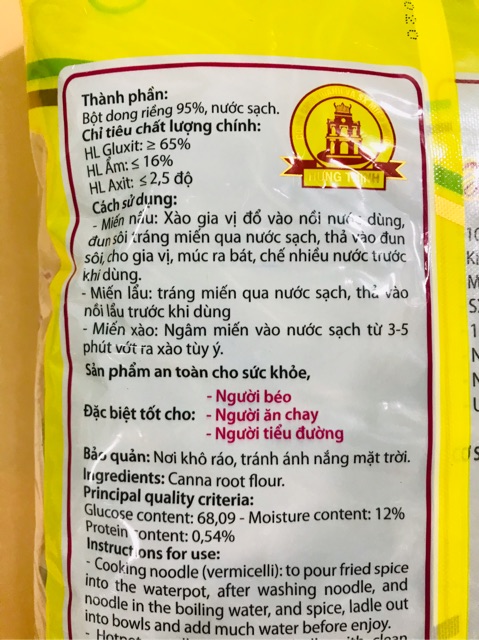 Thành phần:
Bột dong riềng 95%, nước sạch.
Chỉ tiêu chất lượng chính:
HL Gluxit: ≥ 65%
HL Ẩm: ≤ 16%
HL Axit: ≤ 2,5 độ
Cách sử dụng:
- Miến nấu: Xào gia vị đổ vào nồi nước dùng,
đun sôi, tráng miến qua nước sạch, thả vào đun
sôi, cho gia vị, múc ra bát, chế nhiều nước trước
khi dùng.
- Miến lẩu: tráng miến qua nước sạch, thả vào
nồi lẩu trước khi dùng
- Miến xào: Ngâm miến vào nước sạch từ 3-5
phút vớt ra xào tùy ý.
Sản phẩm an toàn cho sức khỏe,
- Người béo
Đặc biệt tốt cho: - Người ăn chay
- Người tiểu đường
Bảo quản: Nơi khô ráo, tránh ánh nắng mặt trời.
Ingredients: Canna root flour.
Principal quality criteria:
Glucose content: 68,09 - Moisture content: 12%
Protein content: 0,54%
Instructions for use:
- Cooking noodle (vermicelli): to pour fried spice
into the waterpot, after washing noodle, and
noodle in the boiling water, and spice, ladle out
into bowls and add much water before enjoy.